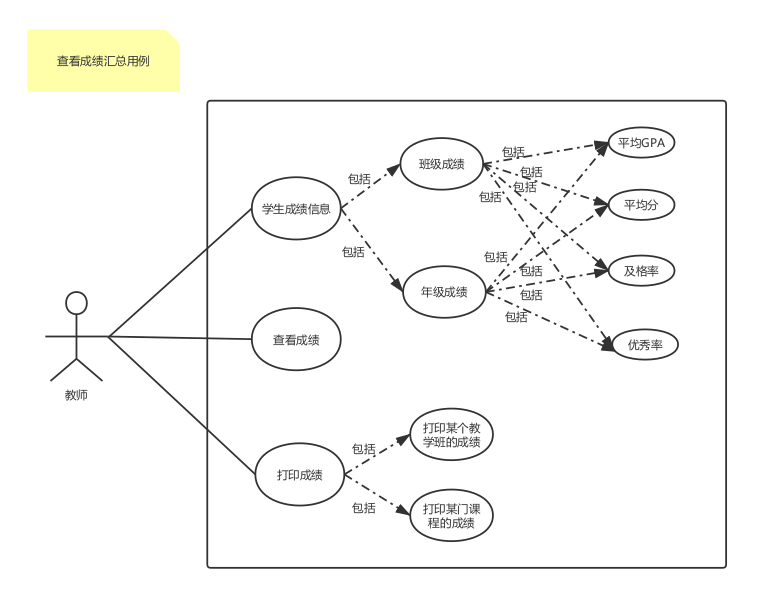 查看成绩汇总用例
平均GPA
包括
班级成绩
包括
包括
包括
包括
平均分
学生成绩信息
包括
包括
包括
及格率
年级成绩
包括
包括
查看成绩
优秀率
教师
打印某个教
学班的成绩
包括
打印成绩
包括
打印某门课
程的成绩